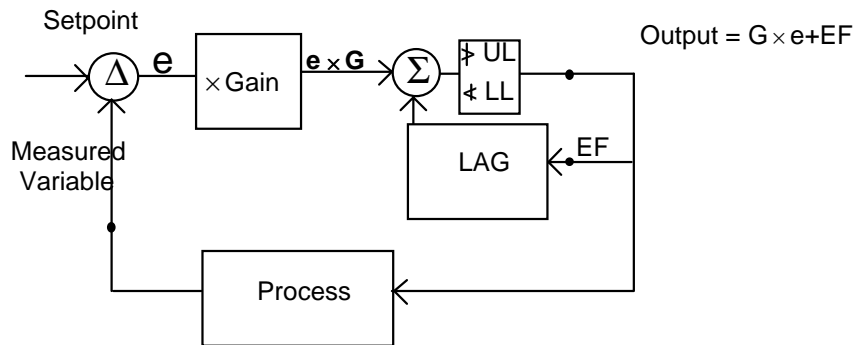 Setpoint
Output = G × e+EF
Δ
e
× Gain
e × G
Σ
≯ UL
≮ LL
Measured
Variable
LAG
EF
Process